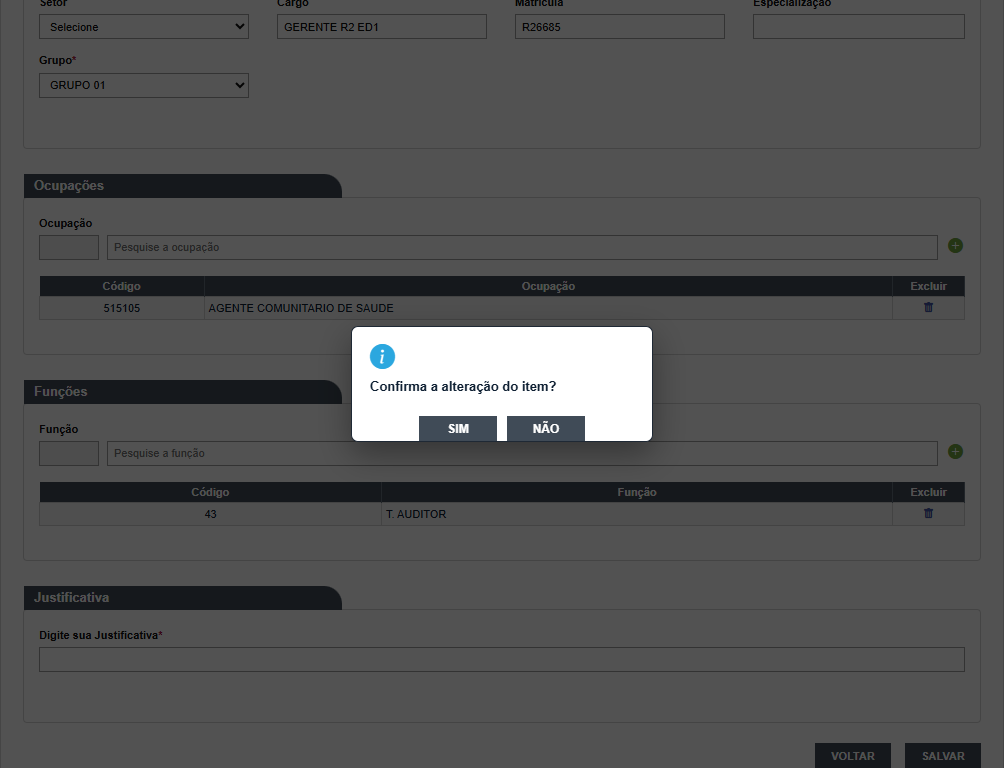 Setor Cargo Matrícula Especialização
Selecione GERENTE R2 ED1 R26685
Grupo*
GRUPO 01
Ocupações
Ocupação
Pesquise a ocupação
Código Ocupação Excluir
515105 AGENTE COMUNITARIO DE SAUDE
Confirma a alteração do item?
SIM NÃO
Funções
Função
Pesquise a função
Código Função Excluir
43 T. AUDITOR
Justificativa
Digite sua Justificativa*
VOLTAR SALVAR